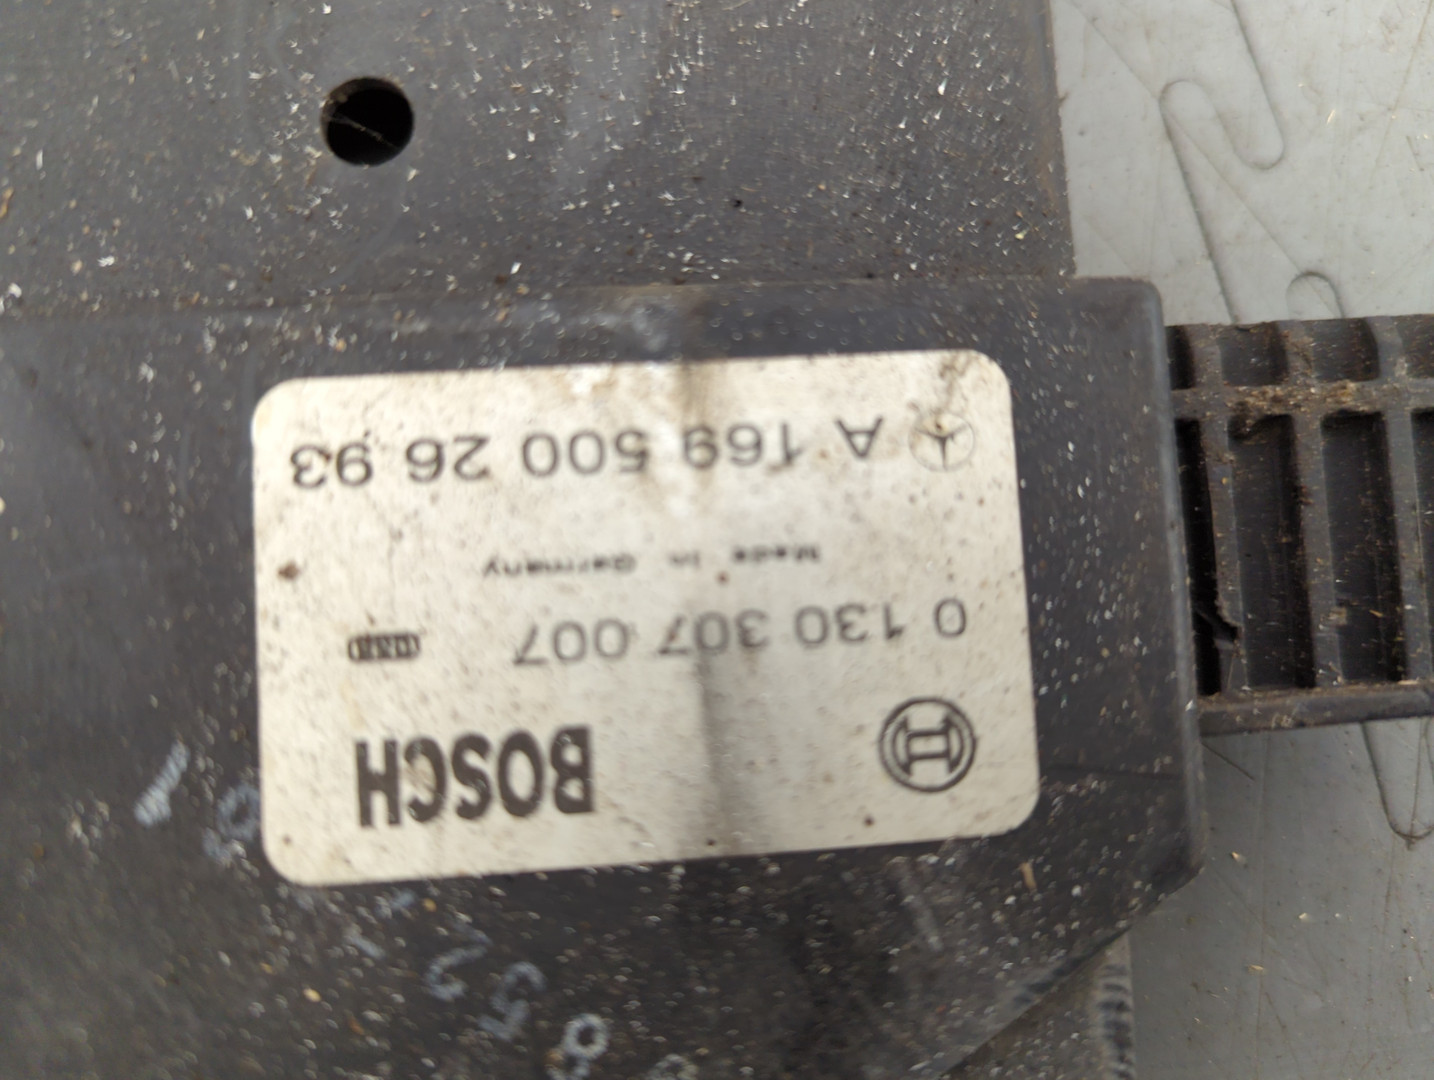 BOSCH
0 130 307 007
Made in Germany
A 169 500 26 93